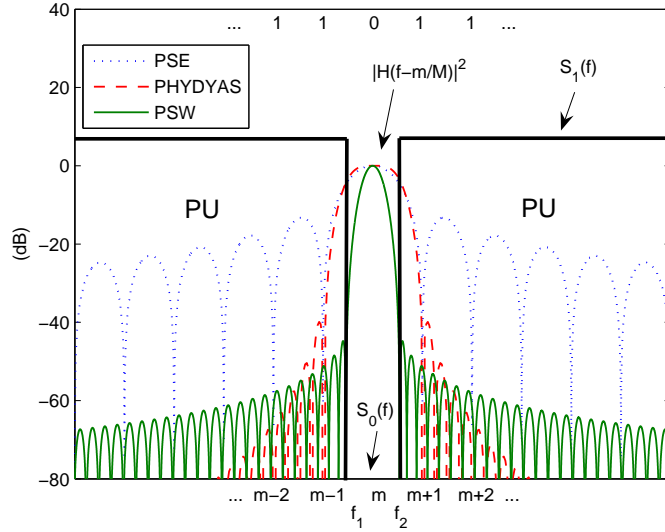 ... 1 1 0 1 1 ...
40
20
0
−20
−40
−60
−80
(dB)
PSE
PHYDYAS
PSW
|H(f−m/M)|²
S₁(f)
PU
PU
S₀(f)
... m−2 m−1 m m+1 m+2 ...
f₁ f₂